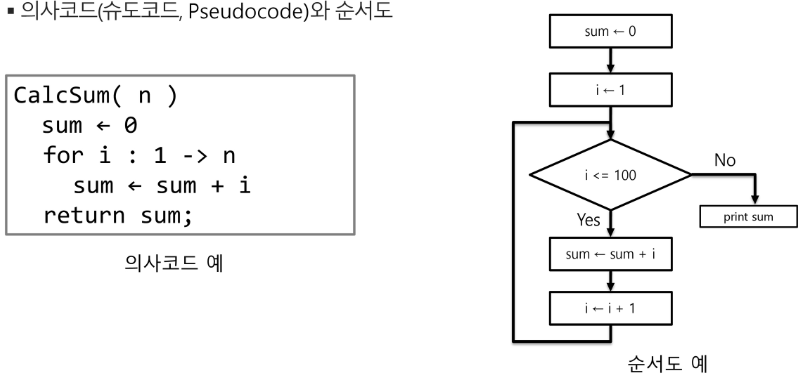 ▪ 의사코드(슈도코드, Pseudocode)와 순서도
CalcSum( n )
sum ← 0
for i : 1 -> n
sum ← sum + i
return sum;
의사코드 예
sum ← 0
i ← 1
i <= 100
No
print sum
Yes
sum ← sum + i
i ← i + 1
순서도 예